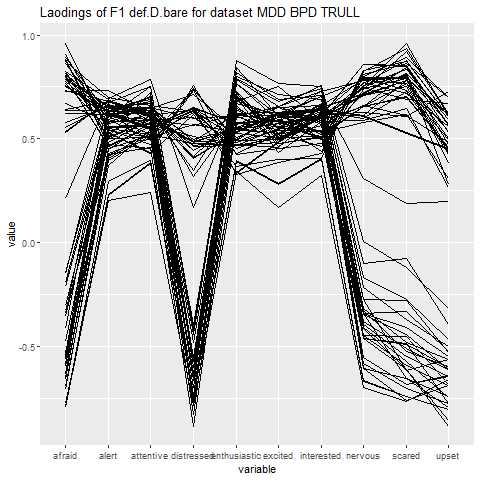 Laodings of F1 def.D.bare for dataset MDD BPD TRULL
1.0
0.5
0.0
-0.5
value
afraid alert attentive distressed enthusiastic excited interested nervous scared upset
variable